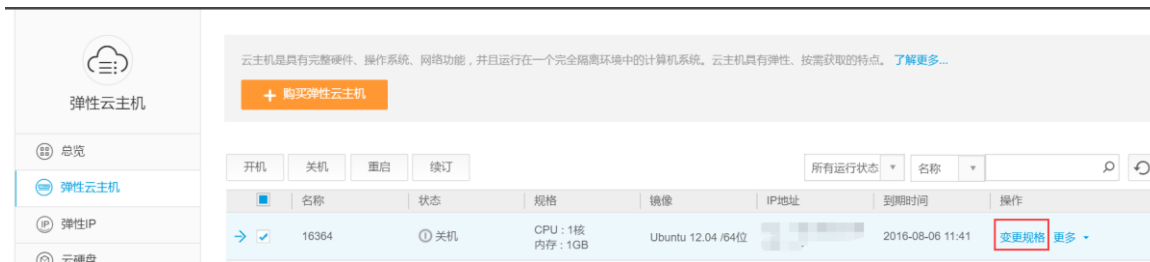 云主机是具有完整硬件、操作系统、网络功能，并且运行在一个完全隔离环境中的计算机系统。云主机具有弹性、按需获取的特点。 了解更多...
+ 购买弹性云主机
弹性云主机
总览
弹性云主机
弹性IP
云硬盘
开机 关机 重启 续订 所有运行状态 名称
名称 状态 规格 镜像 IP地址 到期时间 操作
16364 关机 CPU：1核 Ubuntu 12.04 /64位 2016-08-06 11:41 变更规格 更多
内存：1GB